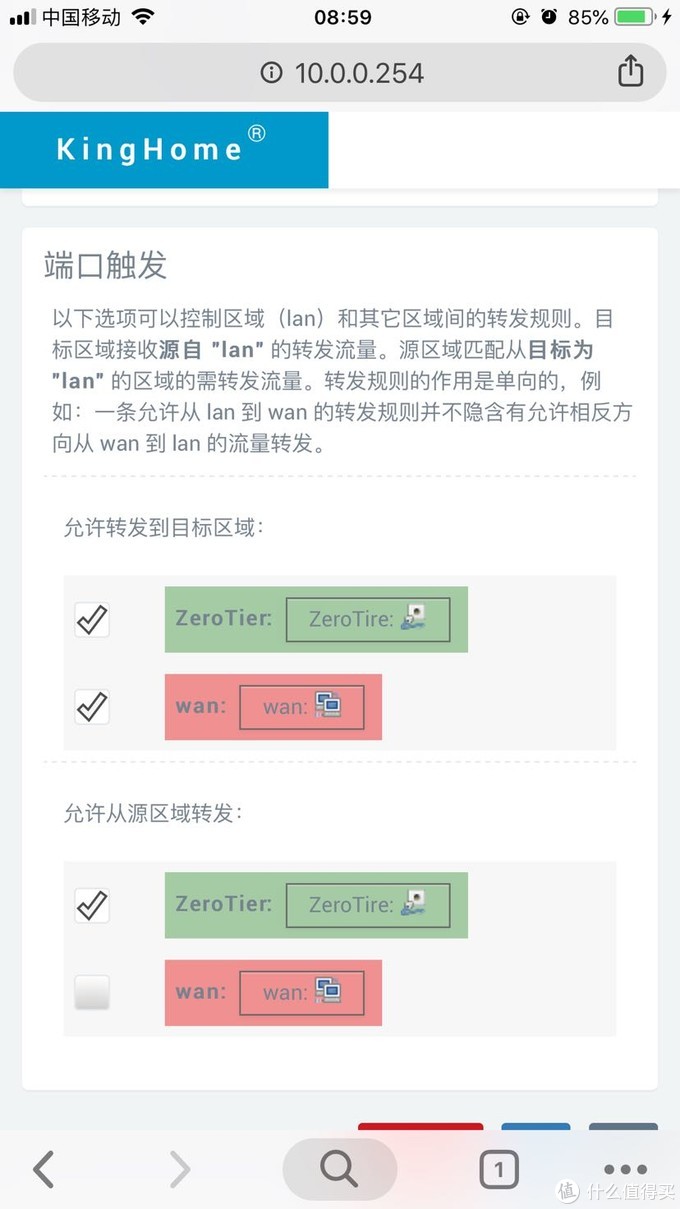 中国移动 08:59 85%
10.0.0.254
KingHome®
端口触发
以下选项可以控制区域（lan）和其它区域间的转发规则。目
标区域接收源自 "lan" 的转发流量。源区域匹配从目标为
"lan" 的区域的需转发流量。转发规则的作用是单向的，例
如：一条允许从 lan 到 wan 的转发规则并不隐含有允许相反方
向从 wan 到 lan 的流量转发。
允许转发到目标区域：
ZeroTier: ZeroTire:
wan: wan:
允许从源区域转发：
ZeroTier: ZeroTire:
wan: wan:
1
值 什么值得买